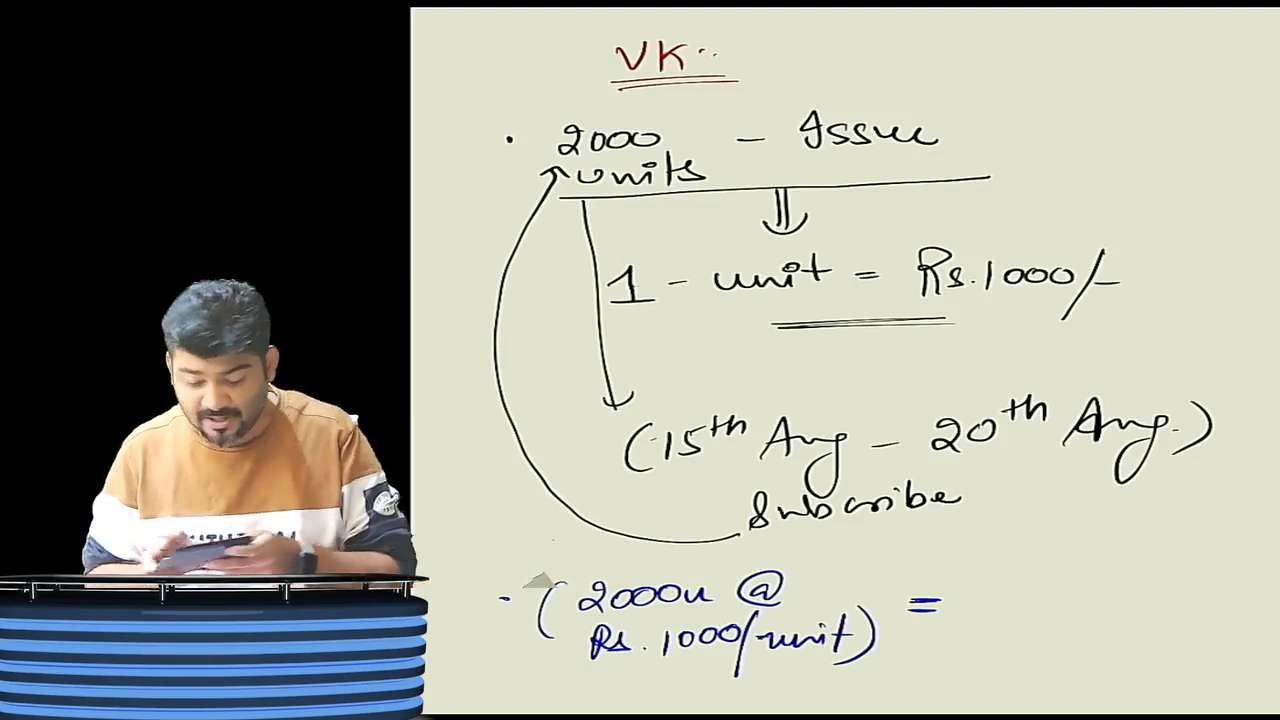 VK..
. 2000 - Issue
units
1 - unit = Rs.1000/-
(15th Aug - 20th Aug.)
Subscribe
- (2000u @ =
Rs. 1000/unit)